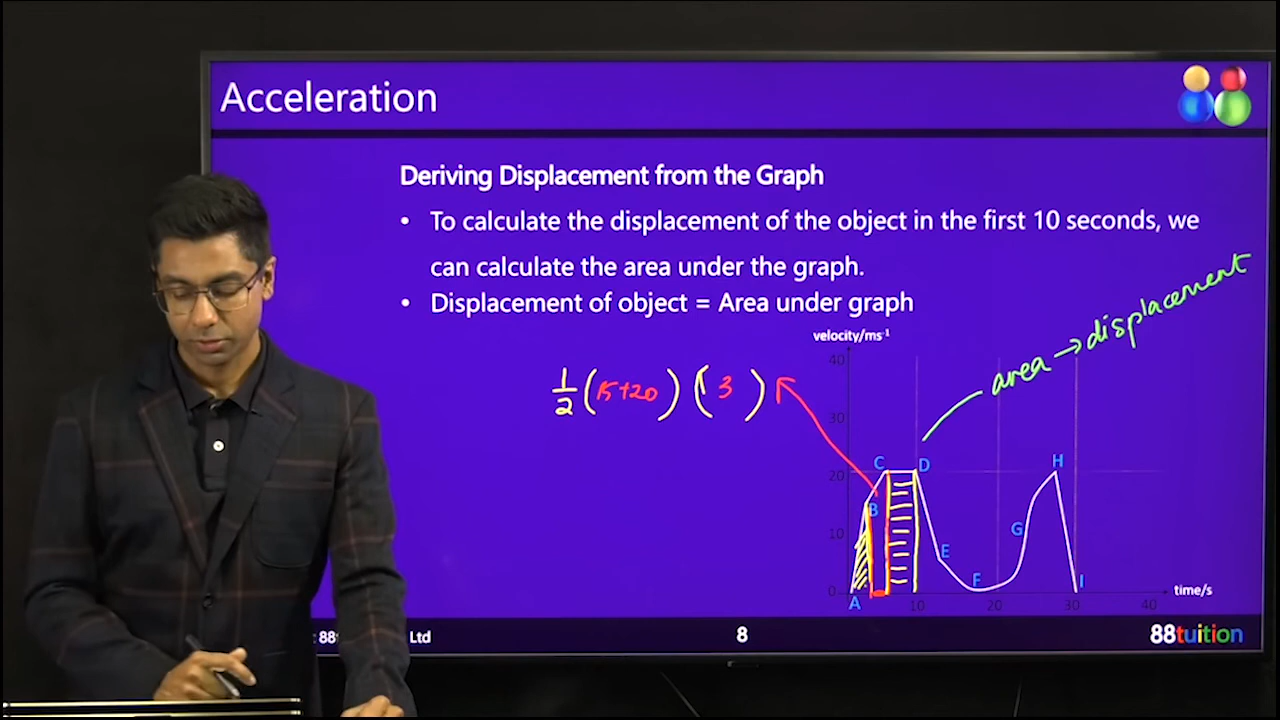 Acceleration
Deriving Displacement from the Graph
• To calculate the displacement of the object in the first 10 seconds, we
can calculate the area under the graph.
• Displacement of object = Area under graph
area → displacement
velocity/ms⁻¹
1/2 (15+20) (3)
40
30
20
10
0
A
B
C
D
E
F
G
H
I
10
20
30
40
time/s
88
Ltd
8
88tuition